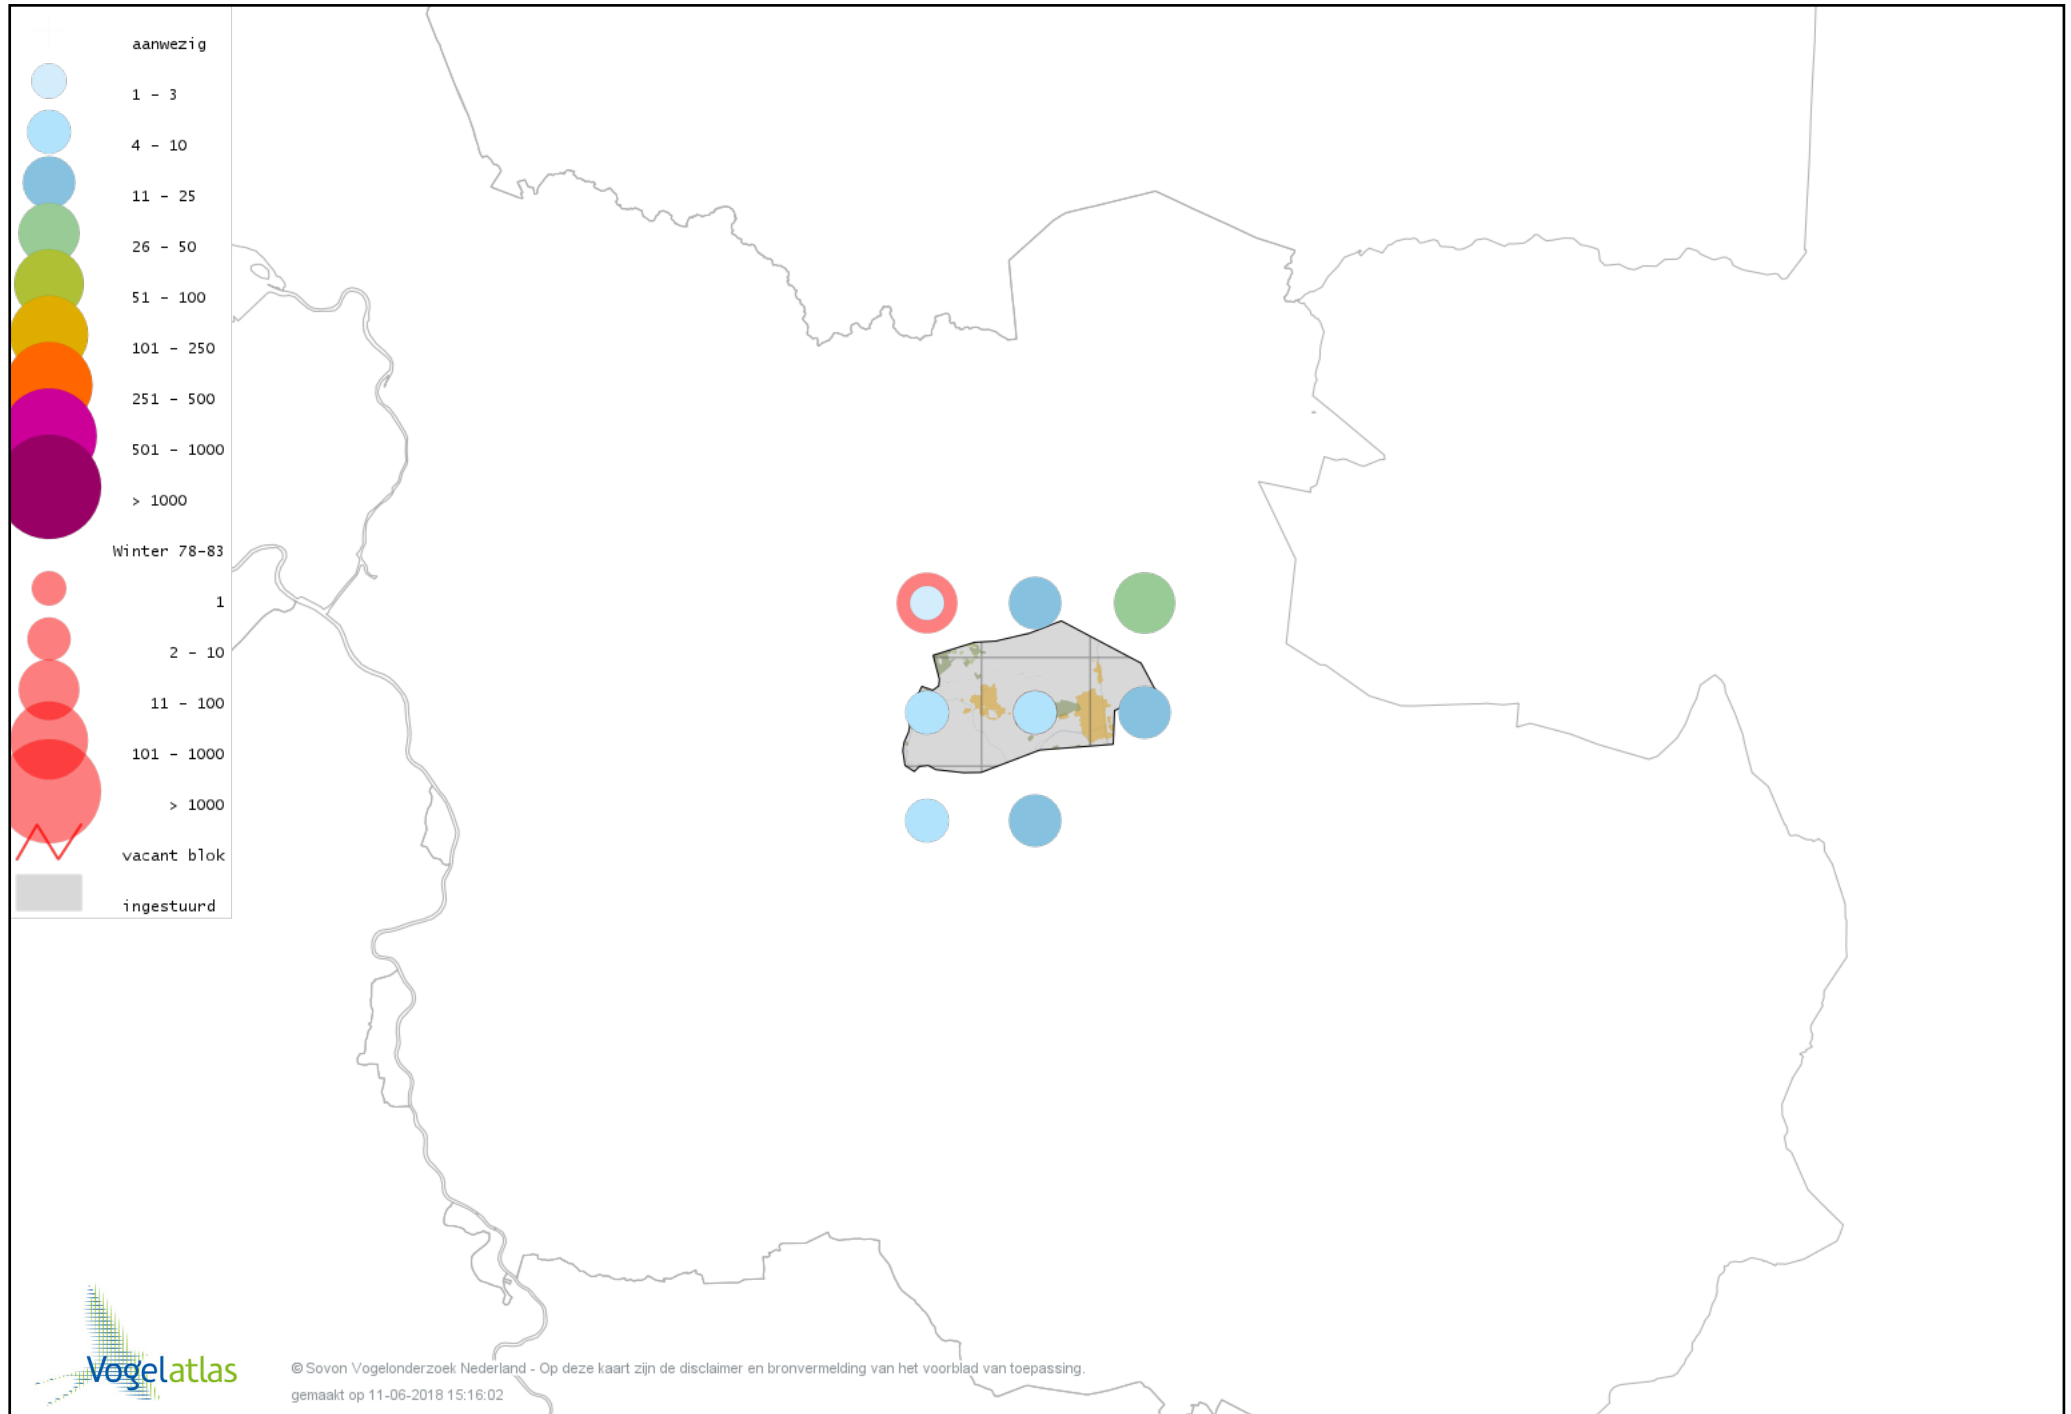 aanwezig
1 - 3
4 - 10
11 - 25
26 - 50
51 - 100
101 - 250
251 - 500
501 - 1000
> 1000
Winter 78-83
1
2 - 10
11 - 100
101 - 1000
> 1000
vacant blok
ingestuurd
Vogelatlas
© Sovon Vogelonderzoek Nederland - Op deze kaart zijn de disclaimer en bronvermelding van het voorblad van toepassing.
gemaakt op 11-06-2018 15:16:02